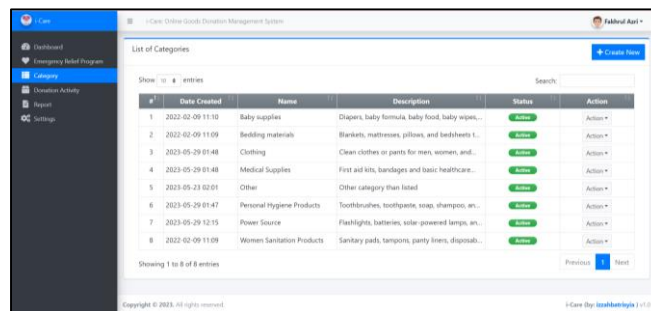 i-Care
i-Care: Online Goods Donation Management System
Fakhrul Azri
Dashboard
Emergency Relief Program
Category
Donation Activity
Report
Settings
List of Categories
+ Create New
Show 10 entries
Search:
# Date Created Name Description Status Action
1 2022-02-09 11:10 Baby supplies Diapers, baby formula, baby food, baby wipes,... Active Action
2 2022-02-09 11:09 Bedding materials Blankets, mattresses, pillows, and bedsheets t... Active Action
3 2023-05-29 01:48 Clothing Clean clothes or pants for men, women, and... Active Action
4 2023-05-29 01:48 Medical Supplies First aid kits, bandages and basic healthcare... Active Action
5 2023-05-23 02:01 Other Other category than listed Active Action
6 2023-05-29 01:47 Personal Hygiene Products Toothbrushes, toothpaste, soap, shampoo, an... Active Action
7 2023-05-29 12:15 Power Source Flashlights, batteries, solar-powered lamps, an... Active Action
8 2022-02-09 11:09 Women Sanitation Products Sanitary pads, tampons, panty liners, disposab... Active Action
Showing 1 to 8 of 8 entries
Previous 1 Next
Copyright © 2023. All rights reserved.
i-Care (by: izzahbatrisyia ) v1.0